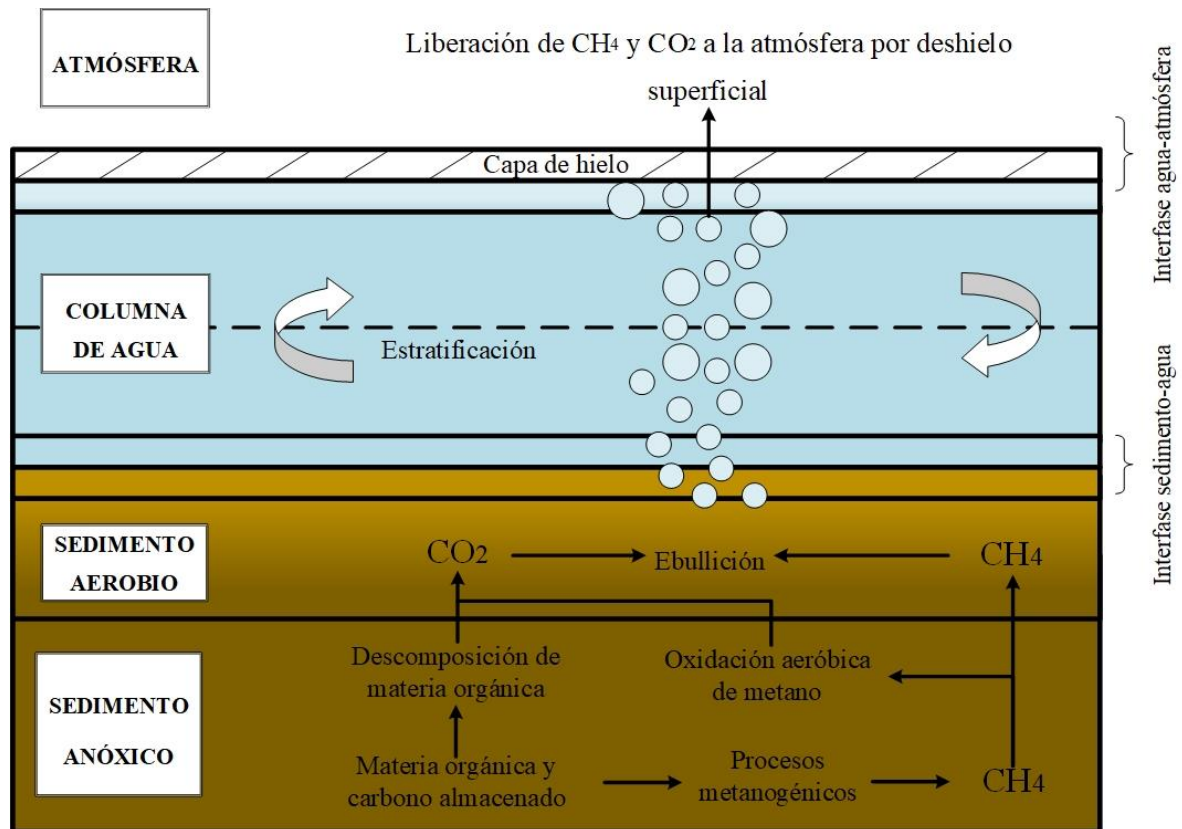 ATMÓSFERA
Liberación de CH4 y CO2 a la atmósfera por deshielo
superficial
Interfase agua-atmósfera
Capa de hielo
COLUMNA
DE AGUA
Estratificación
Interfase sedimento-agua
SEDIMENTO
AEROBIO
CO2
Ebullición
CH4
SEDIMENTO
ANÓXICO
Descomposición de
materia orgánica
Oxidación aeróbica
de metano
Materia orgánica y
carbono almacenado
Procesos
metanogénicos
CH4